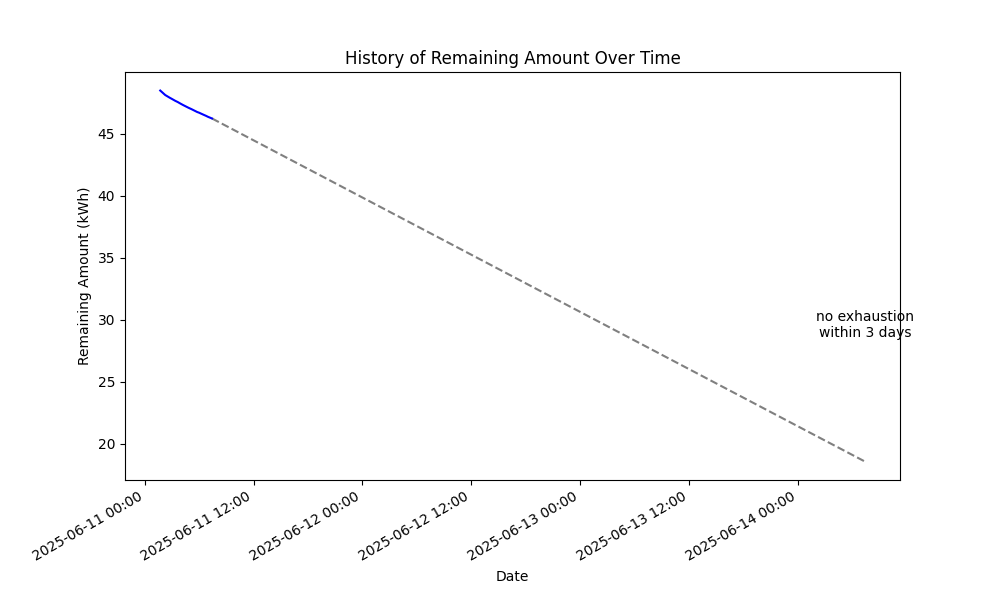 History of Remaining Amount Over Time
Remaining Amount (kWh)
45
40
35
30
25
20
no exhaustion
within 3 days
2025-06-11 00:00
2025-06-11 12:00
2025-06-12 00:00
2025-06-12 12:00
2025-06-13 00:00
2025-06-13 12:00
2025-06-14 00:00
Date